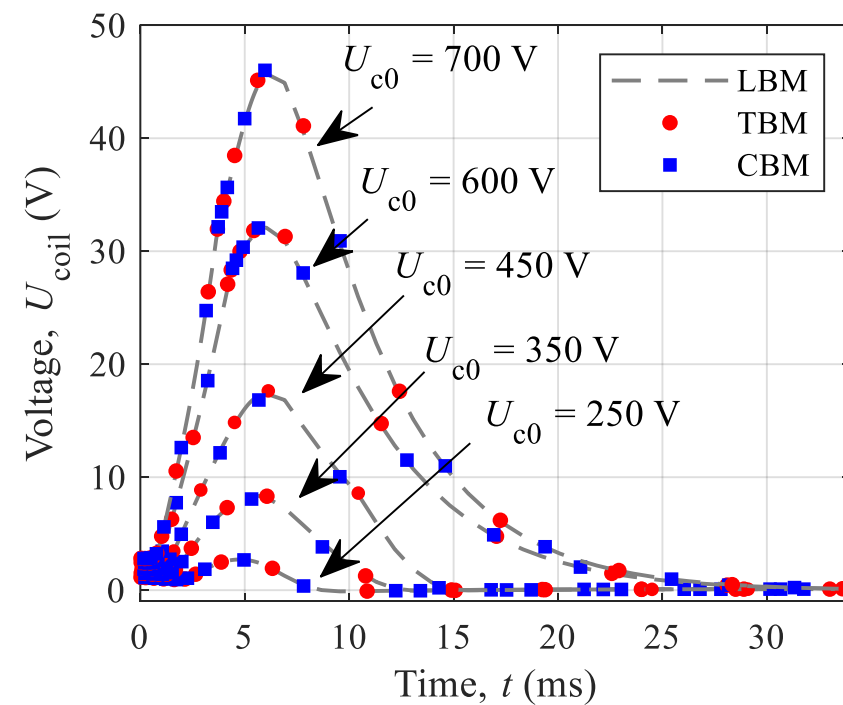 50
40
30
20
10
0
Voltage, U_coil (V)
U_c0 = 700 V
U_c0 = 600 V
U_c0 = 450 V
U_c0 = 350 V
U_c0 = 250 V
LBM
TBM
CBM
0 5 10 15 20 25 30
Time, t (ms)